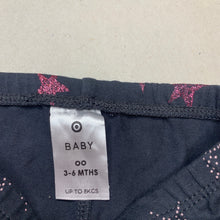 BABY
00
3-6 MTHS
UP TO 8KGS